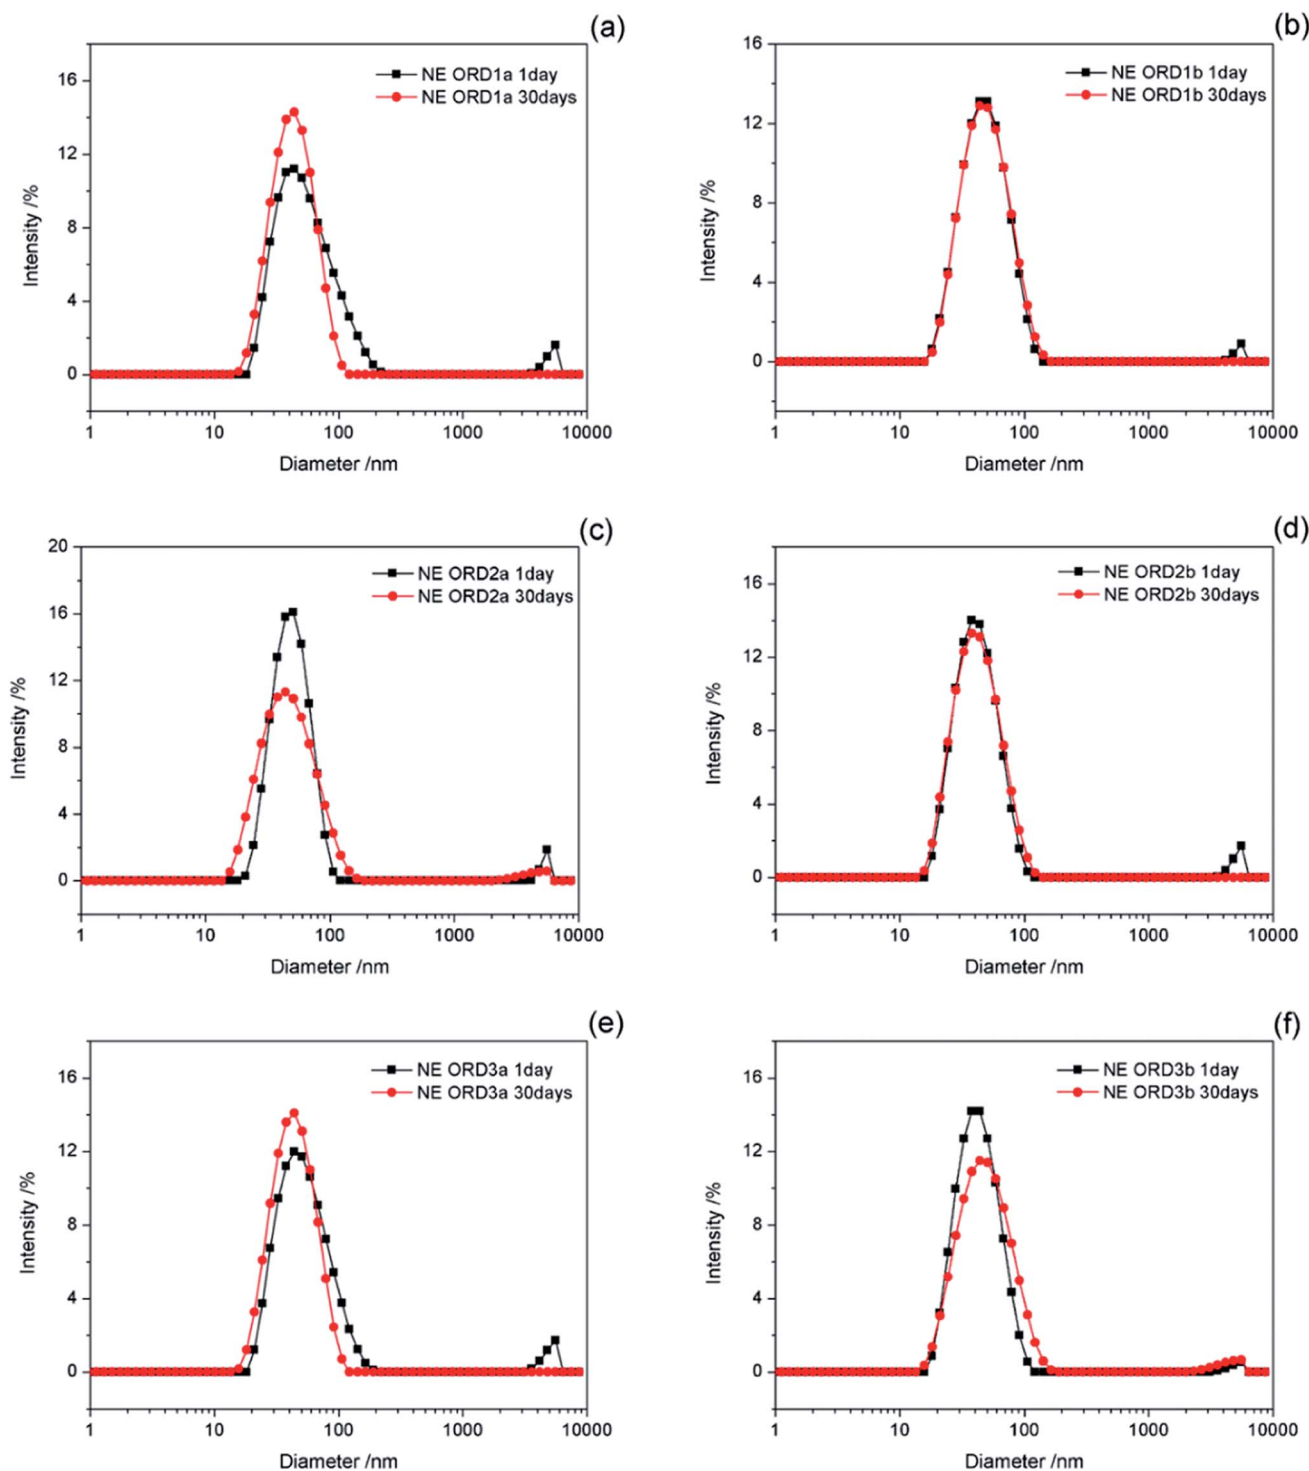 (a)
16
12
8
4
0
Intensity /%
NE ORD1a 1day
NE ORD1a 30days
1 10 100 1000 10000
Diameter /nm
(b)
16
12
8
4
0
Intensity /%
NE ORD1b 1day
NE ORD1b 30days
1 10 100 1000 10000
Diameter /nm
(c)
20
16
12
8
4
0
Intensity /%
NE ORD2a 1day
NE ORD2a 30days
1 10 100 1000 10000
Diameter /nm
(d)
16
12
8
4
0
Intensity /%
NE ORD2b 1day
NE ORD2b 30days
1 10 100 1000 10000
Diameter /nm
(e)
16
12
8
4
0
Intensity /%
NE ORD3a 1day
NE ORD3a 30days
1 10 100 1000 10000
Diameter /nm
(f)
16
12
8
4
0
Intensity /%
NE ORD3b 1day
NE ORD3b 30days
1 10 100 1000 10000
Diameter /nm